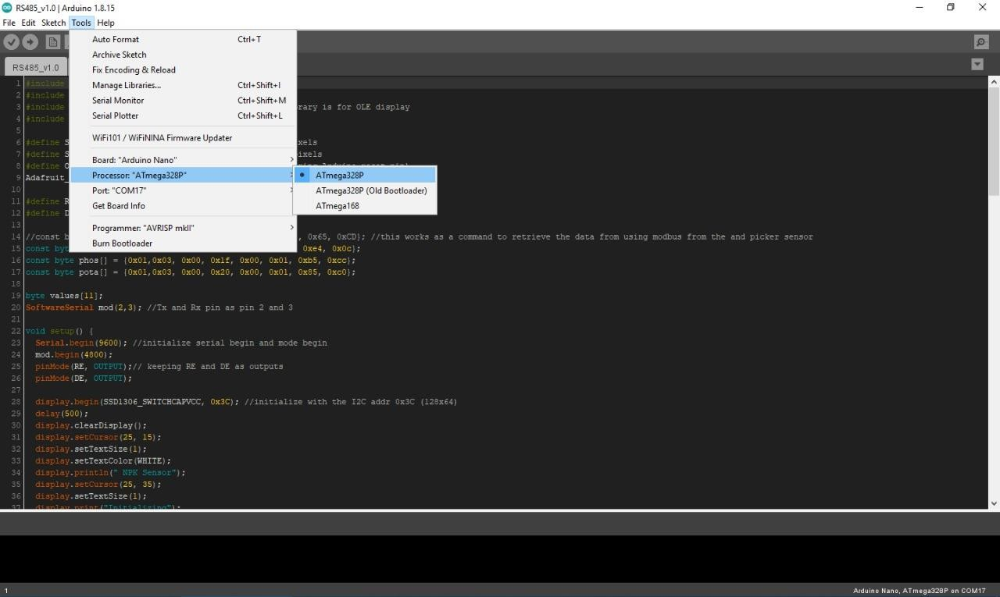 RS485_v1.0 | Arduino 1.8.15
File Edit Sketch Tools Help
Auto Format Ctrl+T
Archive Sketch
Fix Encoding & Reload
Manage Libraries... Ctrl+Shift+I
Serial Monitor Ctrl+Shift+M
Serial Plotter Ctrl+Shift+L
WiFi101 / WiFiNINA Firmware Updater
Board: "Arduino Nano"
Processor: "ATmega328P"
Port: "COM17"
Get Board Info
Programmer: "AVRISP mkII"
Burn Bootloader
ATmega328P
ATmega328P (Old Bootloader)
ATmega168
RS485_v1.0
1 #include
2 #include
3 #include rary is for OLE display
4 #include
5
6 #define S xels
7 #define S ixels
8 #define O
9 Adafruit_
10
11 #define R
12 #define D
13
14 //const b , 0x65, 0xCD}; //this works as a command to retrieve the data from using modbus from the and picker sensor
15 const byt 0xe4, 0x0c};
16 const byte phos[] = {0x01,0x03, 0x00, 0x1f, 0x00, 0x01, 0xb5, 0xcc};
17 const byte pota[] = {0x01,0x03, 0x00, 0x20, 0x00, 0x01, 0x85, 0xc0};
18
19 byte values[11];
20 SoftwareSerial mod(2,3); //Tx and Rx pin as pin 2 and 3
21
22 void setup() {
23 Serial.begin(9600); //initialize serial begin and mode begin
24 mod.begin(4800);
25 pinMode(RE, OUTPUT);// keeping RE and DE as outputs
26 pinMode(DE, OUTPUT);
27
28 display.begin(SSD1306_SWITCHCAPVCC, 0x3C); //initialize with the I2C addr 0x3C (128x64)
29 delay(500);
30 display.clearDisplay();
31 display.setCursor(25, 15);
32 display.setTextSize(1);
33 display.setTextColor(WHITE);
34 display.println(" NPK Sensor");
35 display.setCursor(25, 35);
36 display.setTextSize(1);
37 display.print("Initializing");
1
Arduino Nano, ATmega328P on COM17